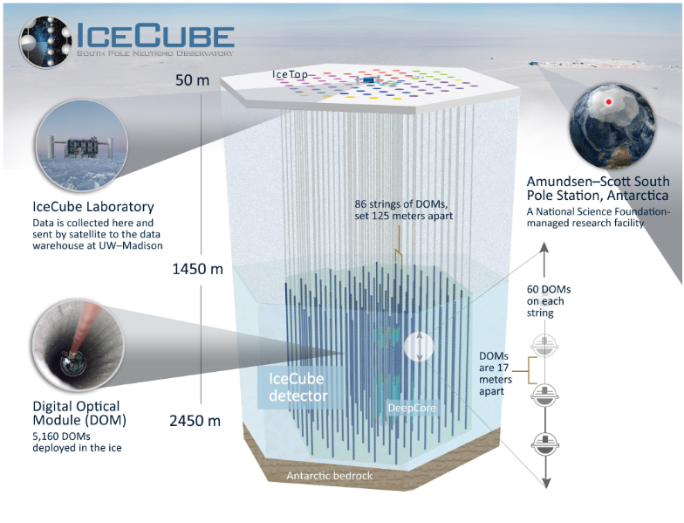 ICECUBE
SOUTH POLE NEUTRINO OBSERVATORY
50 m
IceTop
IceCube Laboratory
Data is collected here and
sent by satellite to the data
warehouse at UW–Madison
86 strings of DOMs,
set 125 meters apart
Amundsen–Scott South
Pole Station, Antarctica
A National Science Foundation-
managed research facility
1450 m
60 DOMs
on each
string
DOMs
are 17
meters
apart
IceCube
detector
DeepCore
Digital Optical
Module (DOM)
5,160 DOMs
deployed in the ice
2450 m
Antarctic bedrock